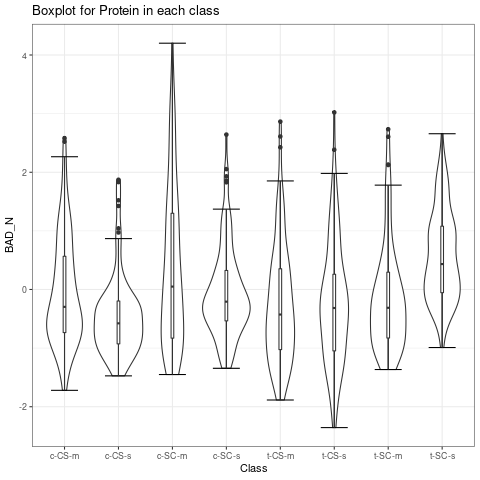 Boxplot for Protein in each class
BAD_N
4
2
0
-2
c-CS-m c-CS-s c-SC-m c-SC-s t-CS-m t-CS-s t-SC-m t-SC-s
Class